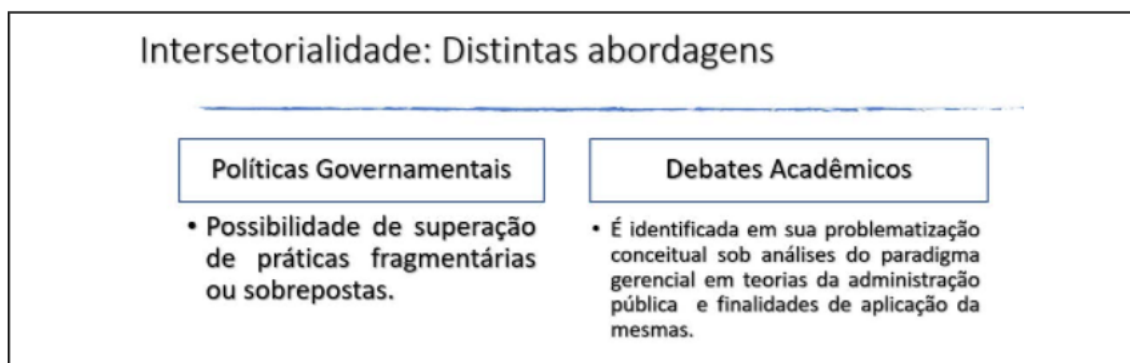 Intersetorialidade: Distintas abordagens
Políticas Governamentais
• Possibilidade de superação
de práticas fragmentárias
ou sobrepostas.
Debates Acadêmicos
• É identificada em sua problematização
conceitual sob análises do paradigma
gerencial em teorias da administração
pública e finalidades de aplicação da
mesmas.